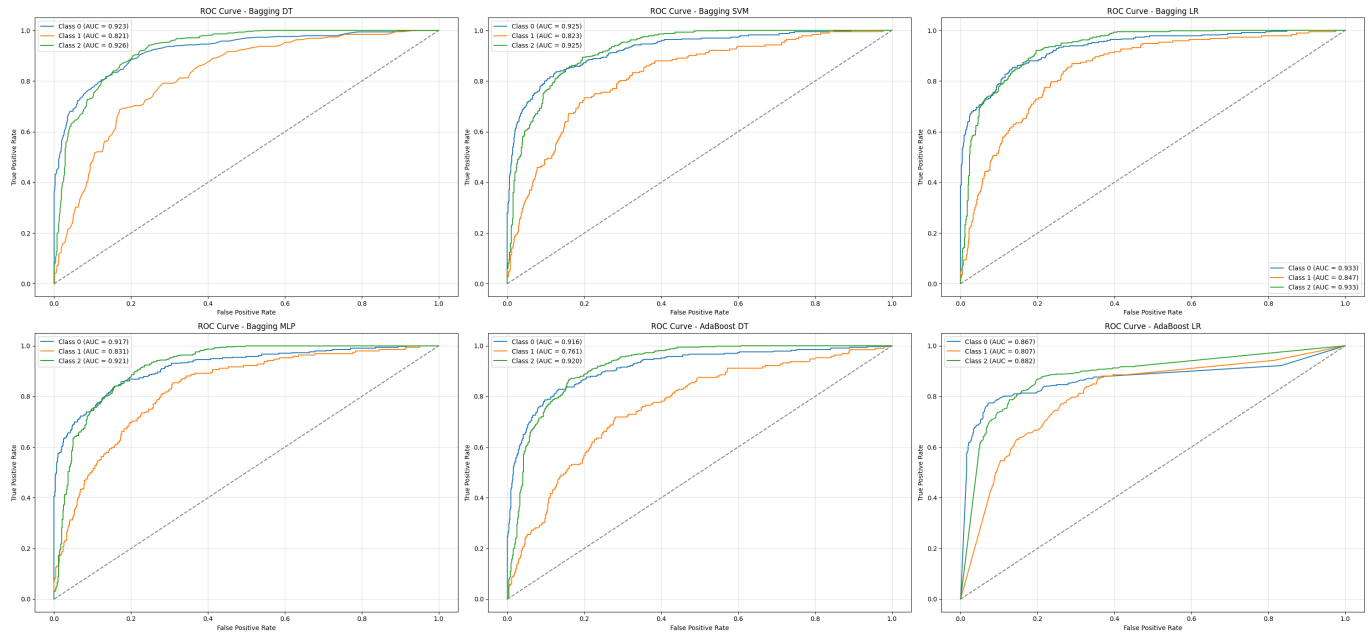 ROC Curve - Bagging DT
Class 0 (AUC = 0.923)
Class 1 (AUC = 0.821)
Class 2 (AUC = 0.926)
True Positive Rate
1.0
0.8
0.6
0.4
0.2
0.0
0.0 0.2 0.4 0.6 0.8 1.0
False Positive Rate
ROC Curve - Bagging SVM
Class 0 (AUC = 0.925)
Class 1 (AUC = 0.823)
Class 2 (AUC = 0.925)
True Positive Rate
1.0
0.8
0.6
0.4
0.2
0.0
0.0 0.2 0.4 0.6 0.8 1.0
False Positive Rate
ROC Curve - Bagging LR
True Positive Rate
1.0
0.8
0.6
0.4
0.2
0.0
Class 0 (AUC = 0.933)
Class 1 (AUC = 0.847)
Class 2 (AUC = 0.933)
0.0 0.2 0.4 0.6 0.8 1.0
False Positive Rate
ROC Curve - Bagging MLP
Class 0 (AUC = 0.917)
Class 1 (AUC = 0.831)
Class 2 (AUC = 0.921)
True Positive Rate
1.0
0.8
0.6
0.4
0.2
0.0
0.0 0.2 0.4 0.6 0.8 1.0
False Positive Rate
ROC Curve - AdaBoost DT
Class 0 (AUC = 0.916)
Class 1 (AUC = 0.761)
Class 2 (AUC = 0.920)
True Positive Rate
1.0
0.8
0.6
0.4
0.2
0.0
0.0 0.2 0.4 0.6 0.8 1.0
False Positive Rate
ROC Curve - AdaBoost LR
Class 0 (AUC = 0.867)
Class 1 (AUC = 0.807)
Class 2 (AUC = 0.882)
True Positive Rate
1.0
0.8
0.6
0.4
0.2
0.0
0.0 0.2 0.4 0.6 0.8 1.0
False Positive Rate